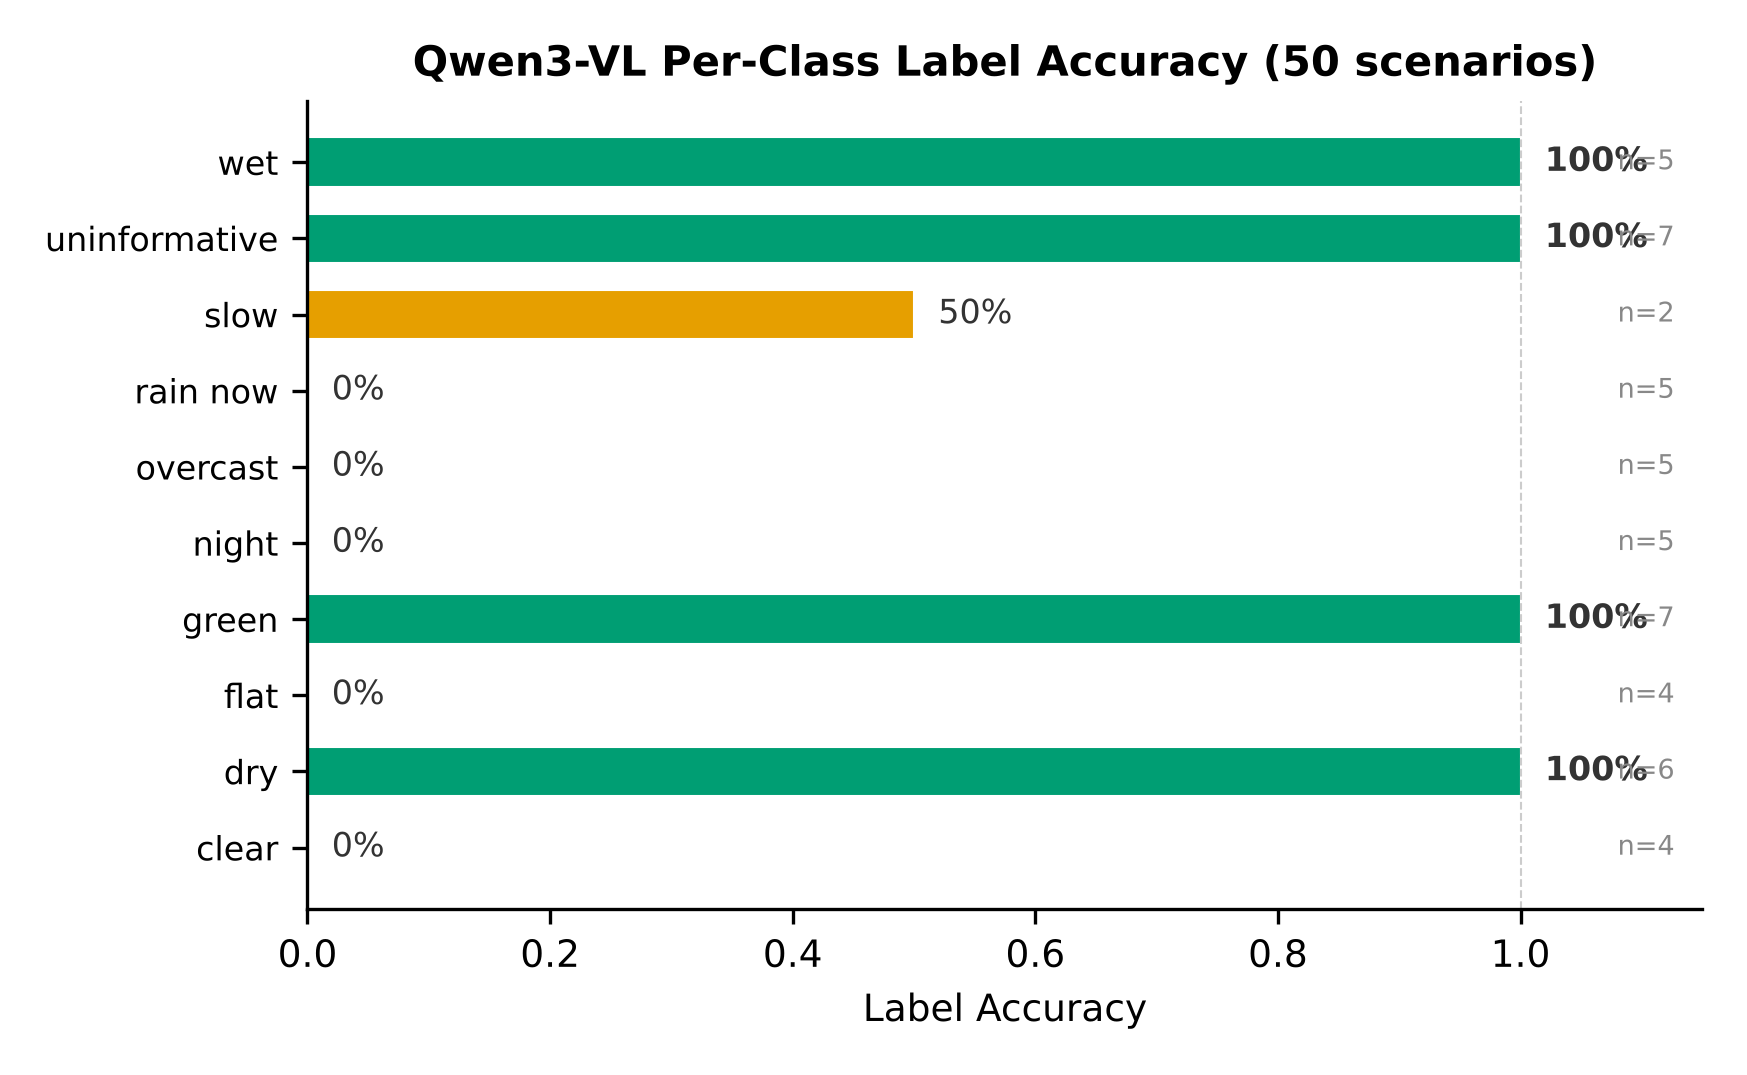 Qwen3-VL Per-Class Label Accuracy (50 scenarios)
wet 100% n=5
uninformative 100% n=7
slow 50% n=2
rain now 0% n=5
overcast 0% n=5
night 0% n=5
green 100% n=7
flat 0% n=4
dry 100% n=6
clear 0% n=4
0.0 0.2 0.4 0.6 0.8 1.0
Label Accuracy